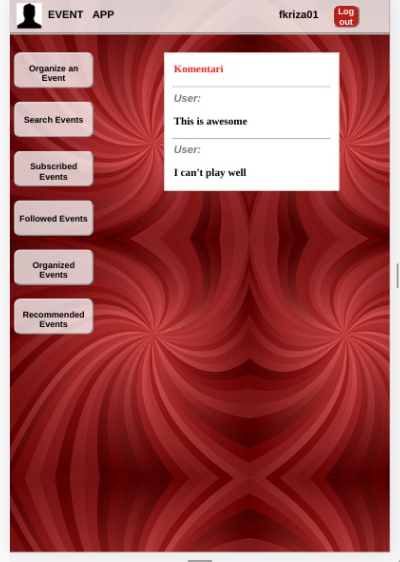 EVENT APP
fkriza01
Log
out
Organize an
Event
Search Events
Subscribed
Events
Followed Events
Organized
Events
Recommended
Events
Komentari
User:
This is awesome
User:
I can't play well